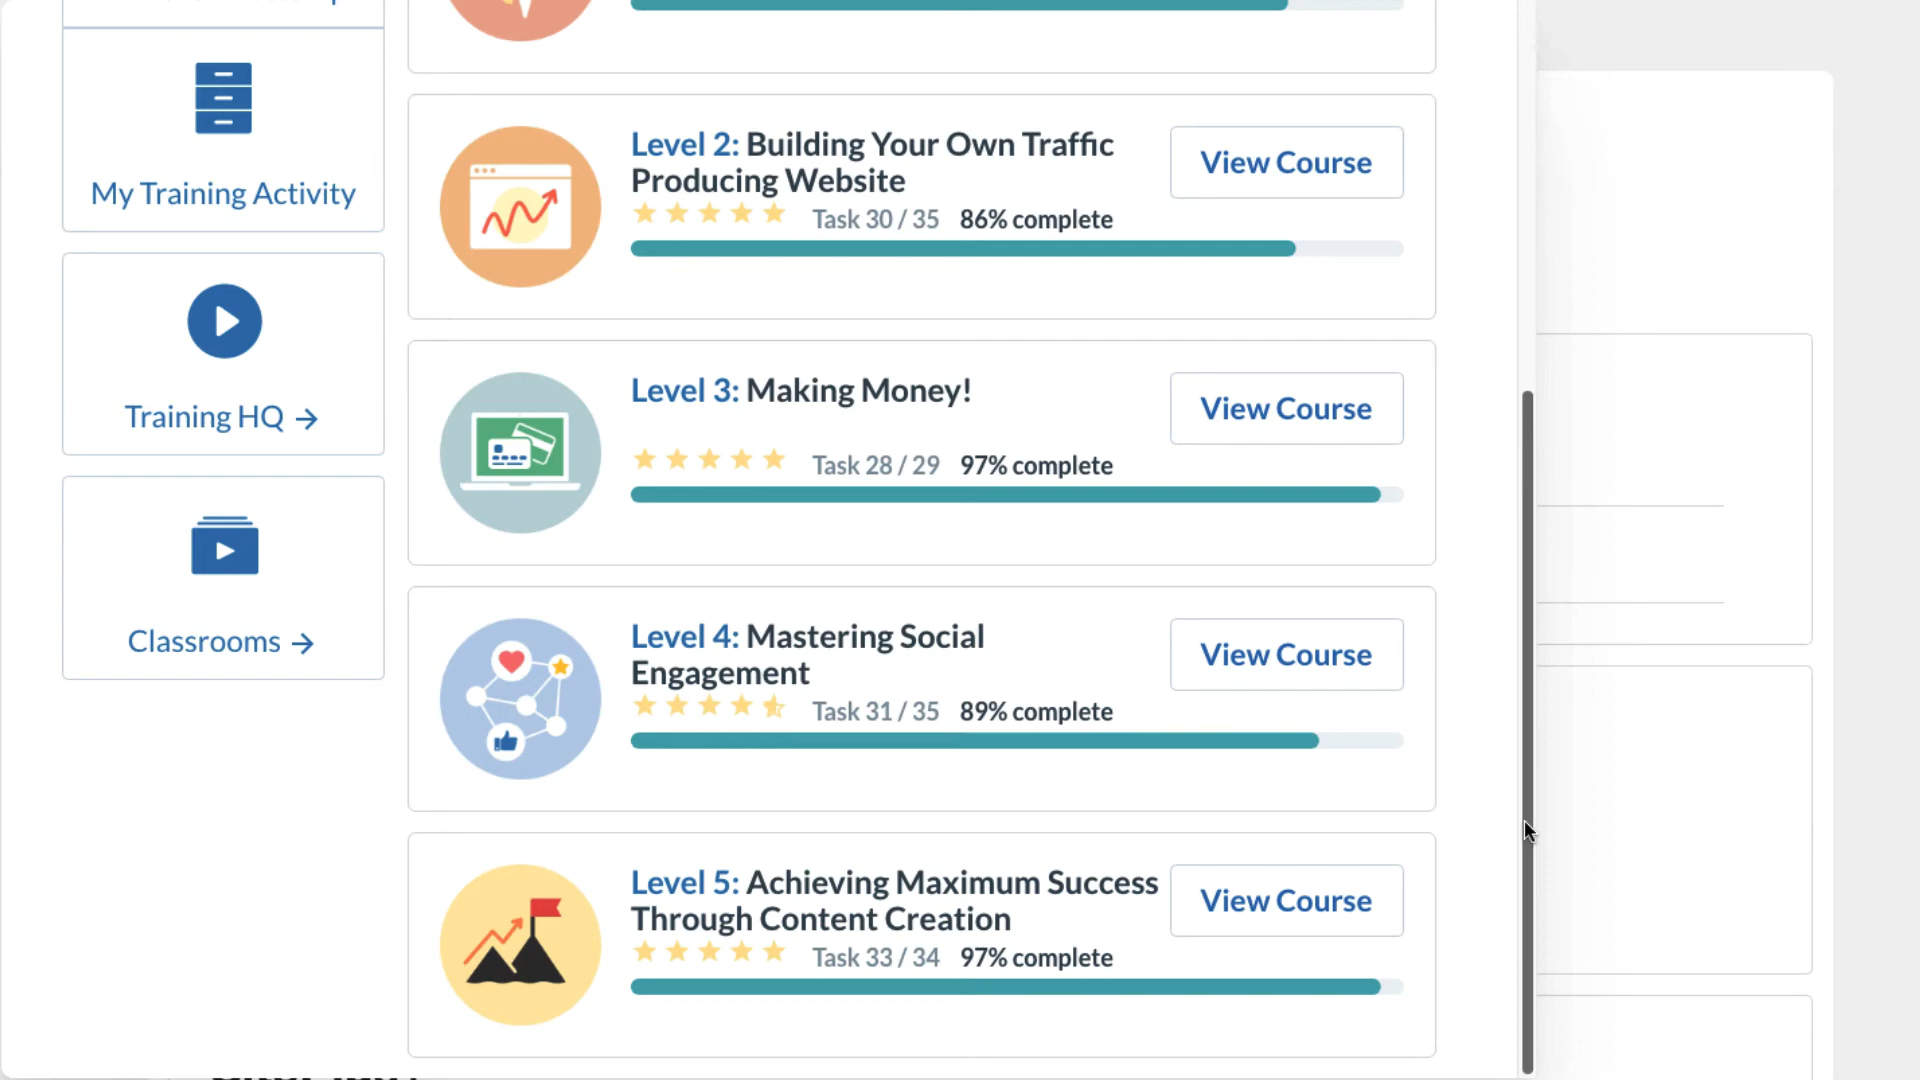 My Training Activity
Training HQ →
Classrooms →
Level 2: Building Your Own Traffic
Producing Website
View Course
Task 30 / 35 86% complete
Level 3: Making Money!
View Course
Task 28 / 29 97% complete
Level 4: Mastering Social
Engagement
View Course
Task 31 / 35 89% complete
Level 5: Achieving Maximum Success
Through Content Creation
View Course
Task 33 / 34 97% complete